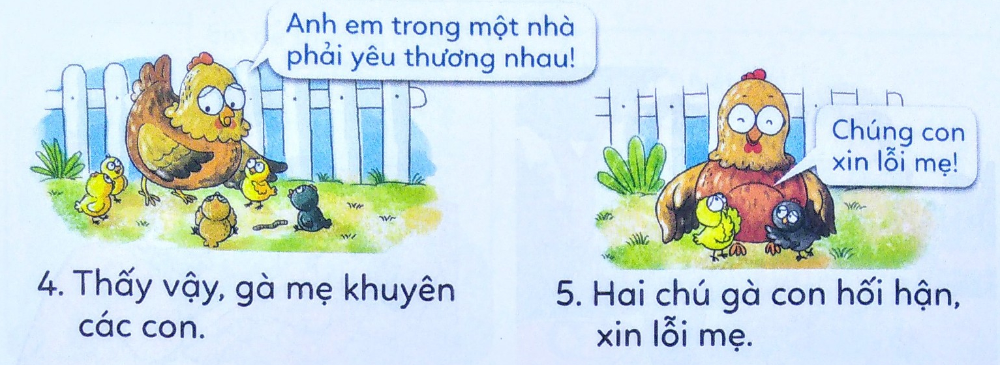 Anh em trong một nhà
phải yêu thương nhau!
4. Thấy vậy, gà mẹ khuyên
các con.
Chúng con
xin lỗi mẹ!
5. Hai chú gà con hối hận,
xin lỗi mẹ.